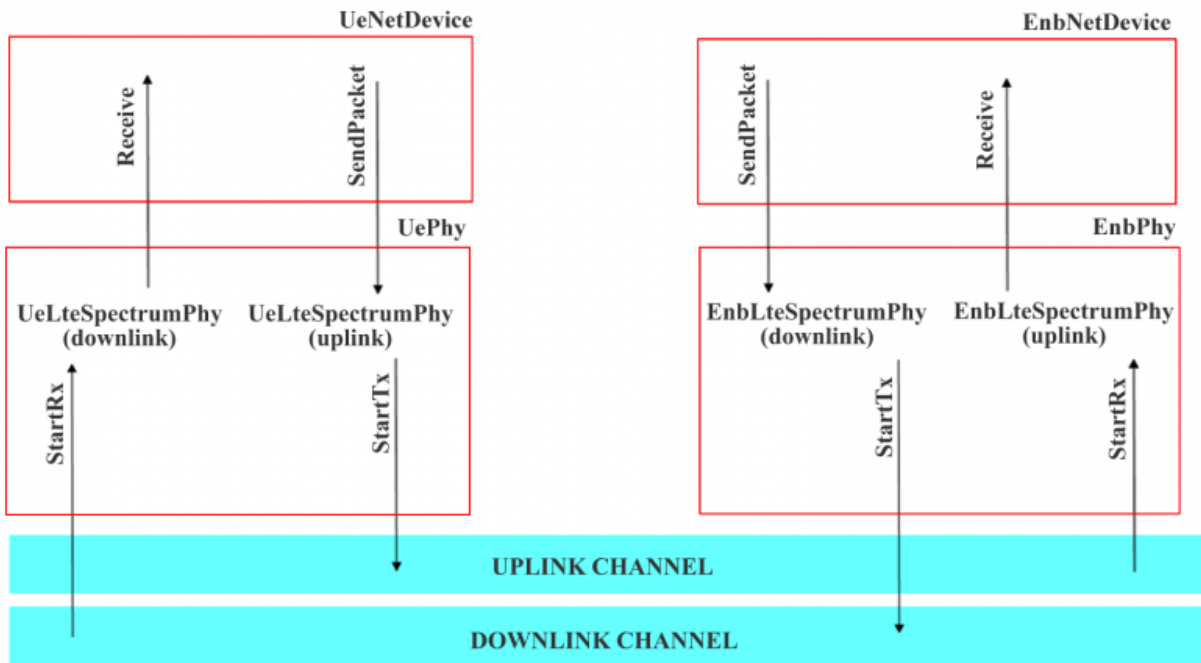 UeNetDevice
EnbNetDevice
Receive
SendPacket
SendPacket
Receive
UePhy
EnbPhy
UeLteSpectrumPhy
(downlink)
UeLteSpectrumPhy
(uplink)
EnbLteSpectrumPhy
(downlink)
EnbLteSpectrumPhy
(uplink)
StartRx
StartTx
StartTx
StartRx
UPLINK CHANNEL
DOWNLINK CHANNEL